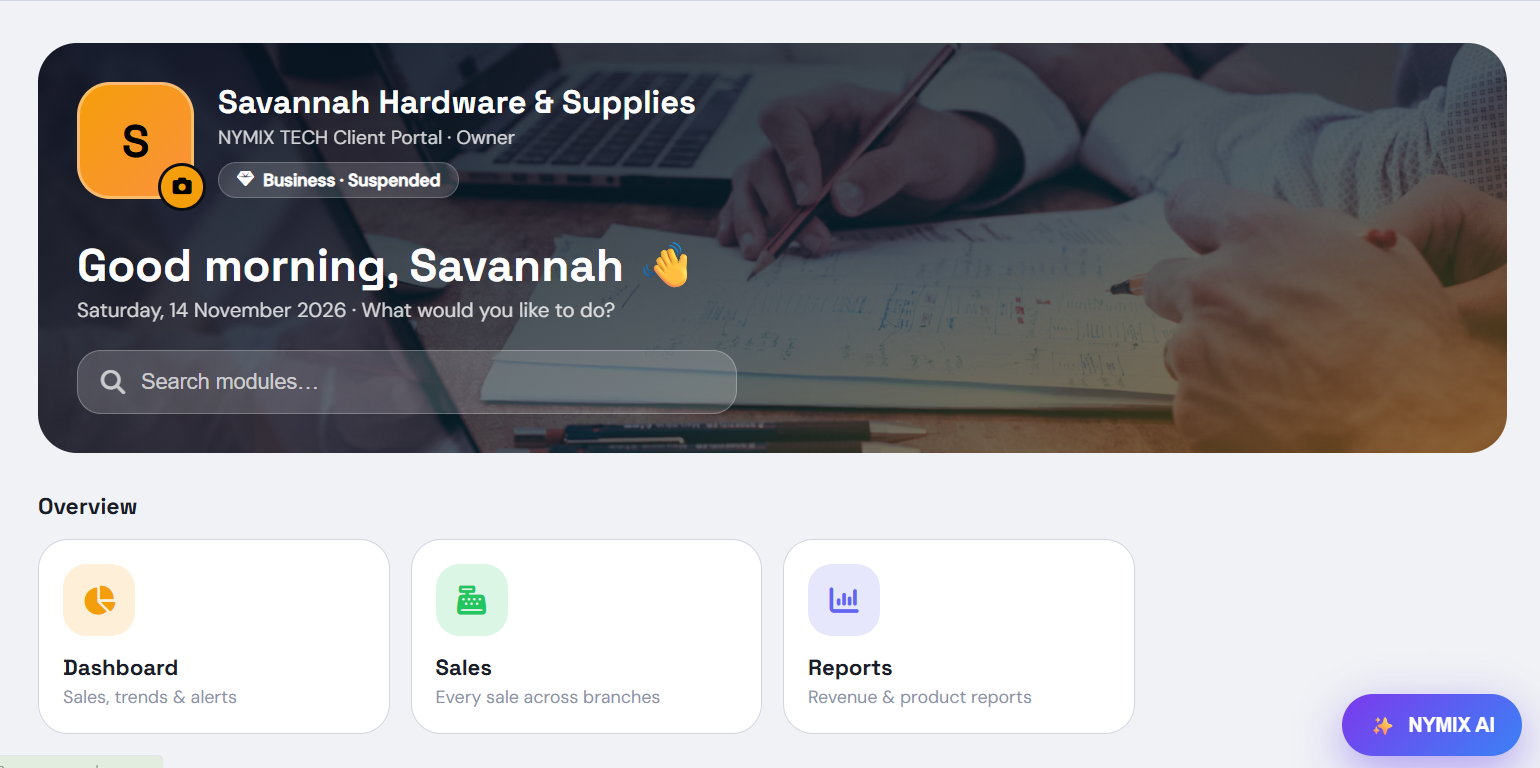 S
Savannah Hardware & Supplies
NYMIX TECH Client Portal · Owner
Business · Suspended
Good morning, Savannah 👋
Saturday, 14 November 2026 · What would you like to do?
Search modules...
Overview
Dashboard
Sales, trends & alerts
Sales
Every sale across branches
Reports
Revenue & product reports
NYMIX AI